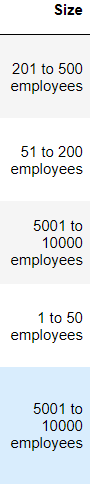 Size
201 to 500
employees
51 to 200
employees
5001 to
10000
employees
1 to 50
employees
5001 to
10000
employees